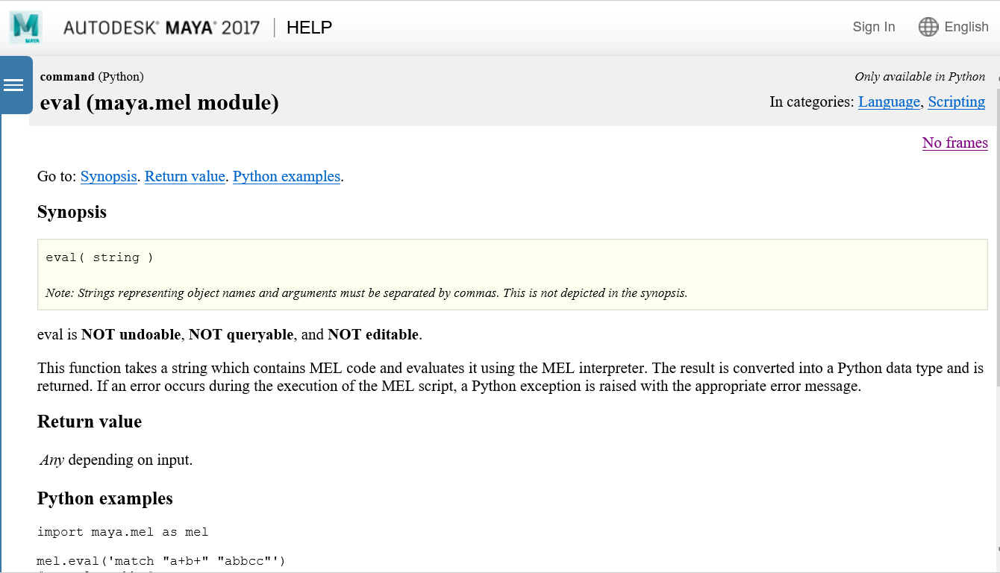 AUTODESK® MAYA® 2017 | HELP
Sign In English
MAYA
command (Python)
Only available in Python
eval (maya.mel module)
In categories: Language, Scripting
No frames
Go to: Synopsis. Return value. Python examples.
Synopsis
eval( string )
Note: Strings representing object names and arguments must be separated by commas. This is not depicted in the synopsis.
eval is NOT undoable, NOT queryable, and NOT editable.
This function takes a string which contains MEL code and evaluates it using the MEL interpreter. The result is converted into a Python data type and is
returned. If an error occurs during the execution of the MEL script, a Python exception is raised with the appropriate error message.
Return value
Any depending on input.
Python examples
import maya.mel as mel
mel.eval('match "a+b+" "abbcc"')